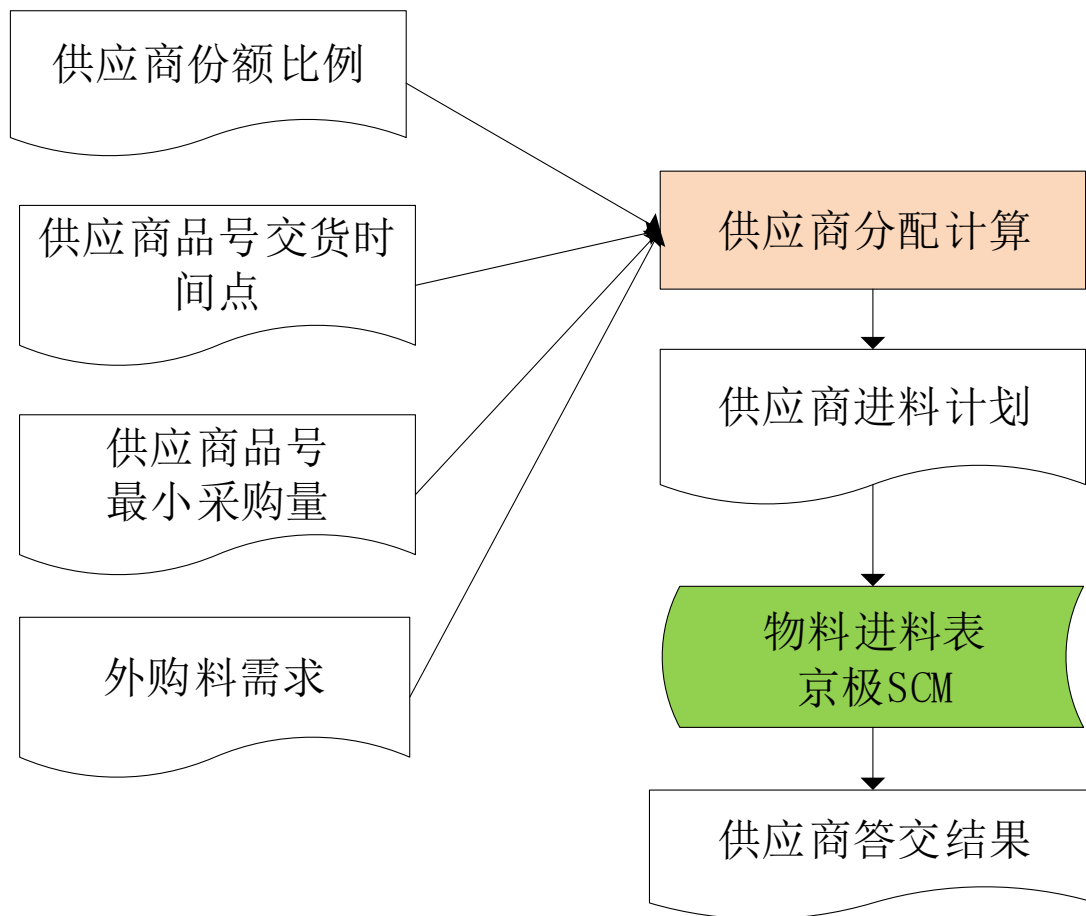 供应商份额比例
供应商品号交货时
间点
供应商品号
最小采购量
外购料需求
供应商分配计算
供应商进料计划
物料进料表
京极SCM
供应商答交结果